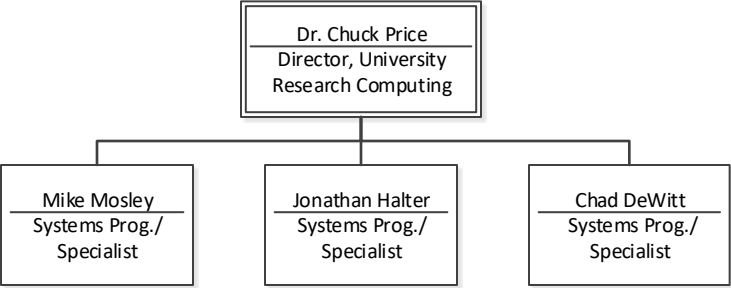 Dr. Chuck Price
Director, University
Research Computing
Mike Mosley
Systems Prog./
Specialist
Jonathan Halter
Systems Prog./
Specialist
Chad DeWitt
Systems Prog./
Specialist